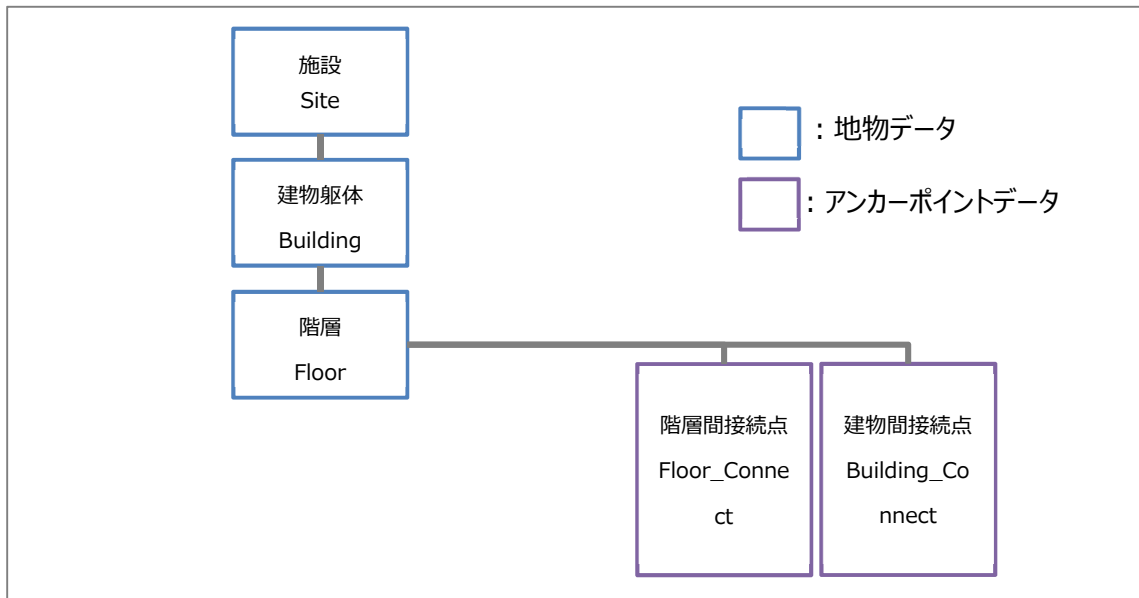 施設
Site
建物躯体
Building
階層
Floor
：地物データ
：アンカーポイントデータ
階層間接続点
Floor_Conne
ct
建物間接続点
Building_Co
nnect